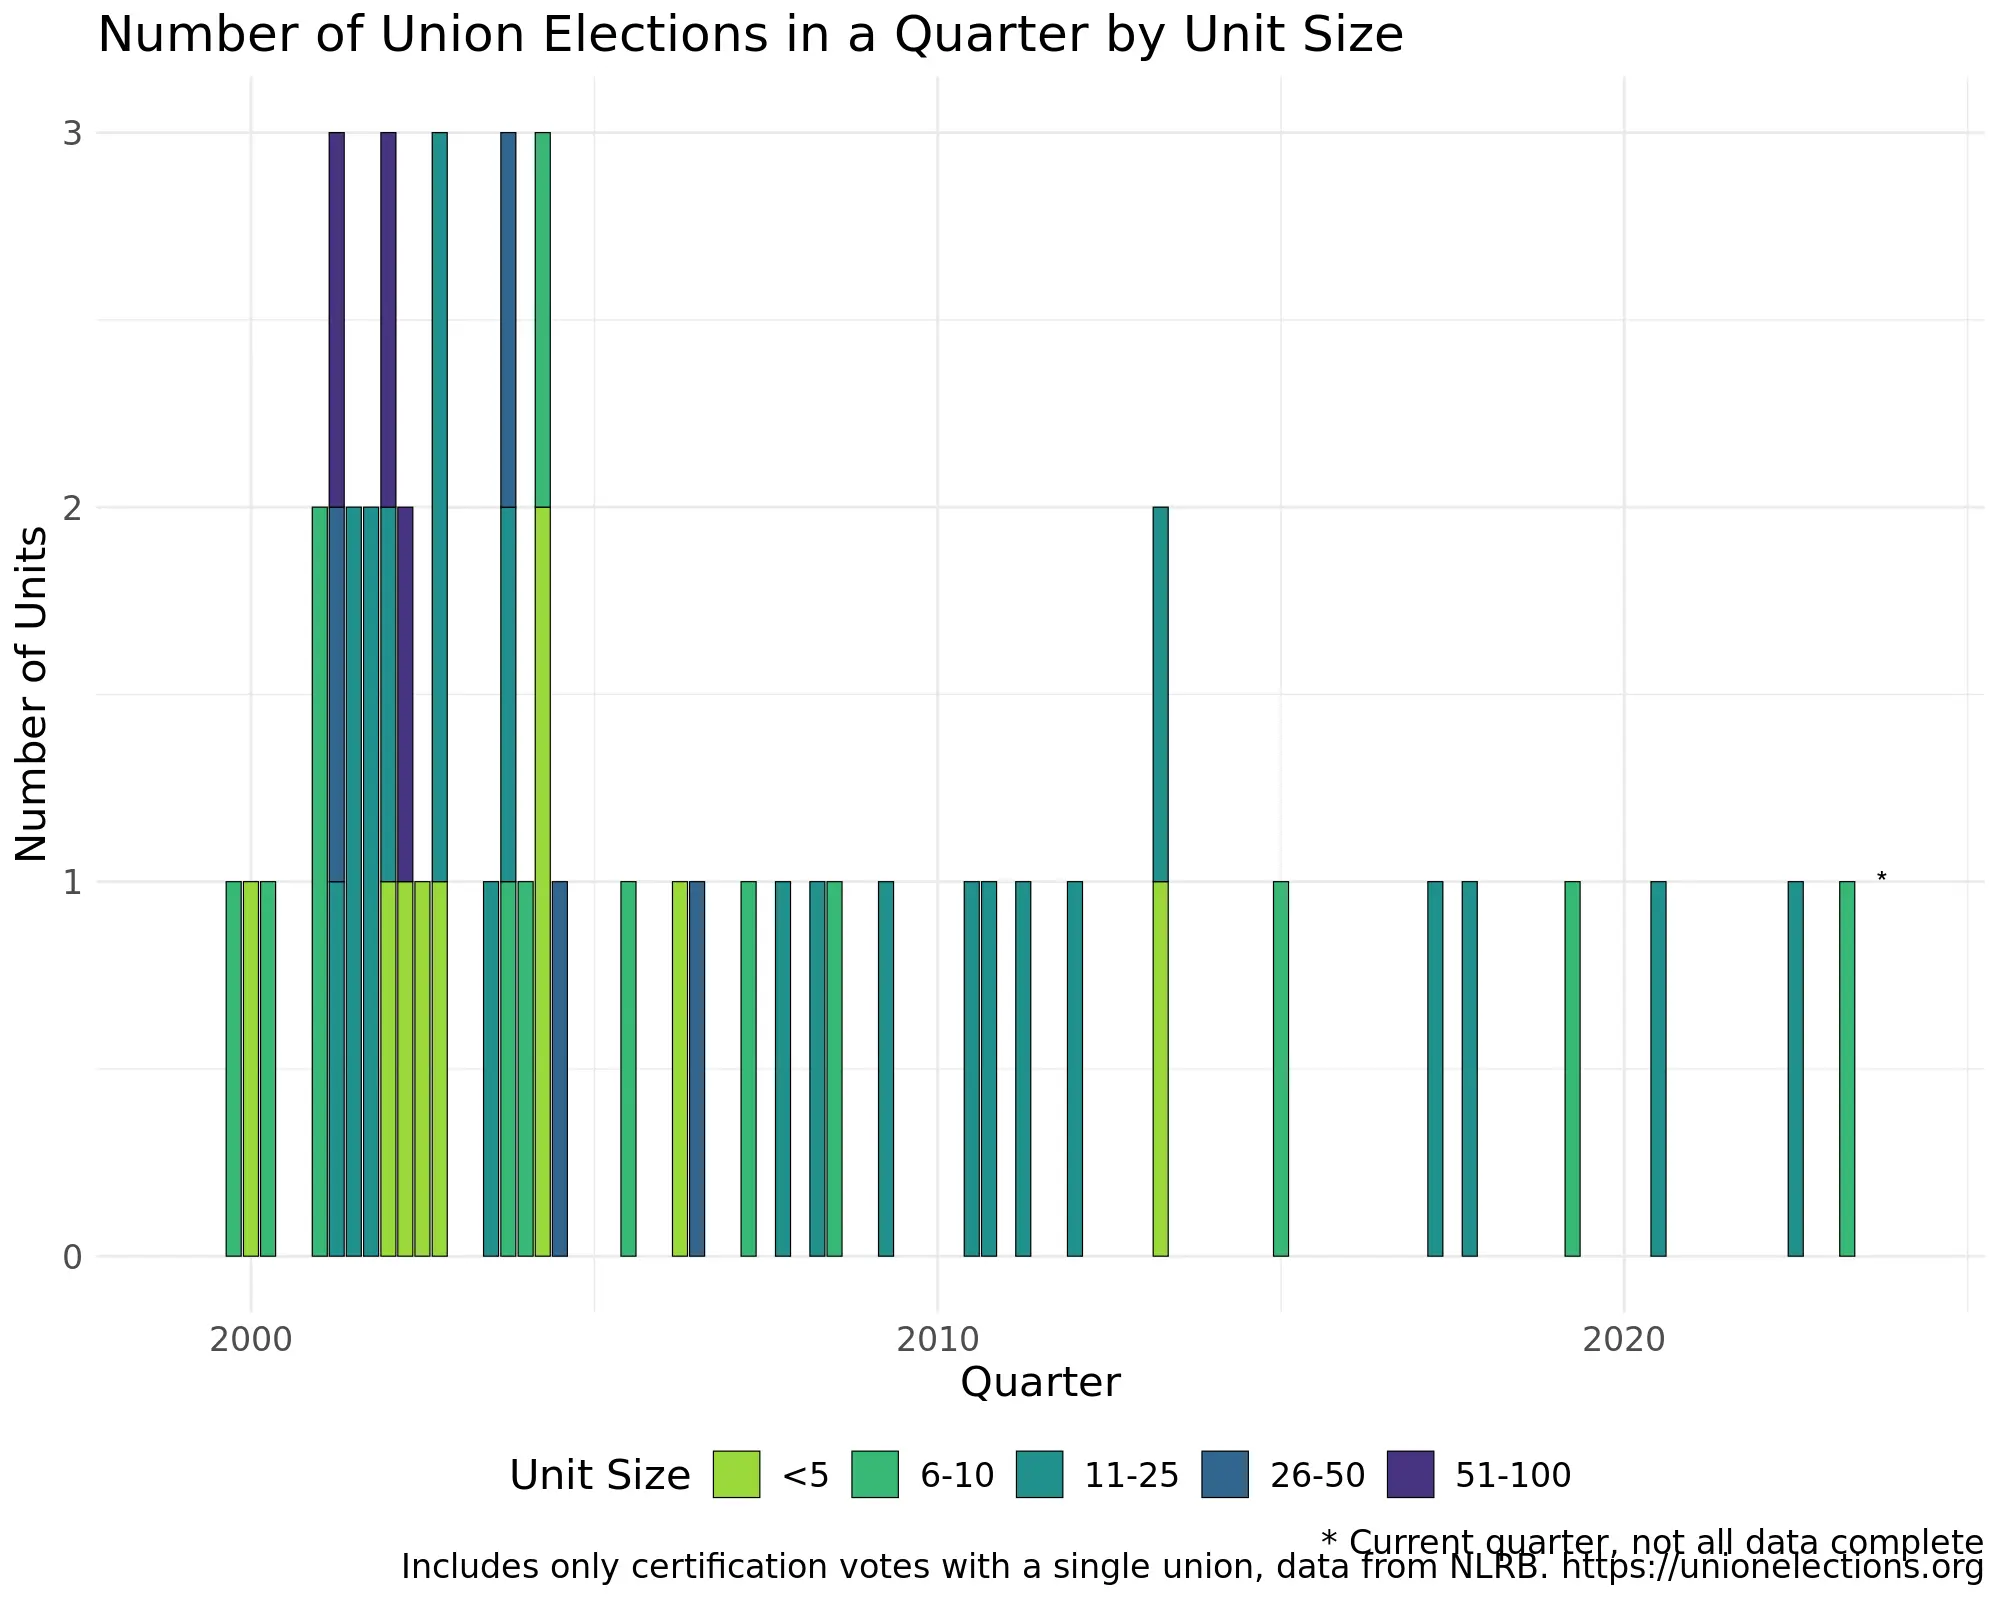 Number of Union Elections in a Quarter by Unit Size
Number of Units
3
2
1
0
*
2000 2010 2020
Quarter
Unit Size <5 6-10 11-25 26-50 51-100
* Current quarter, not all data complete
Includes only certification votes with a single union, data from NLRB. https://unionelections.org